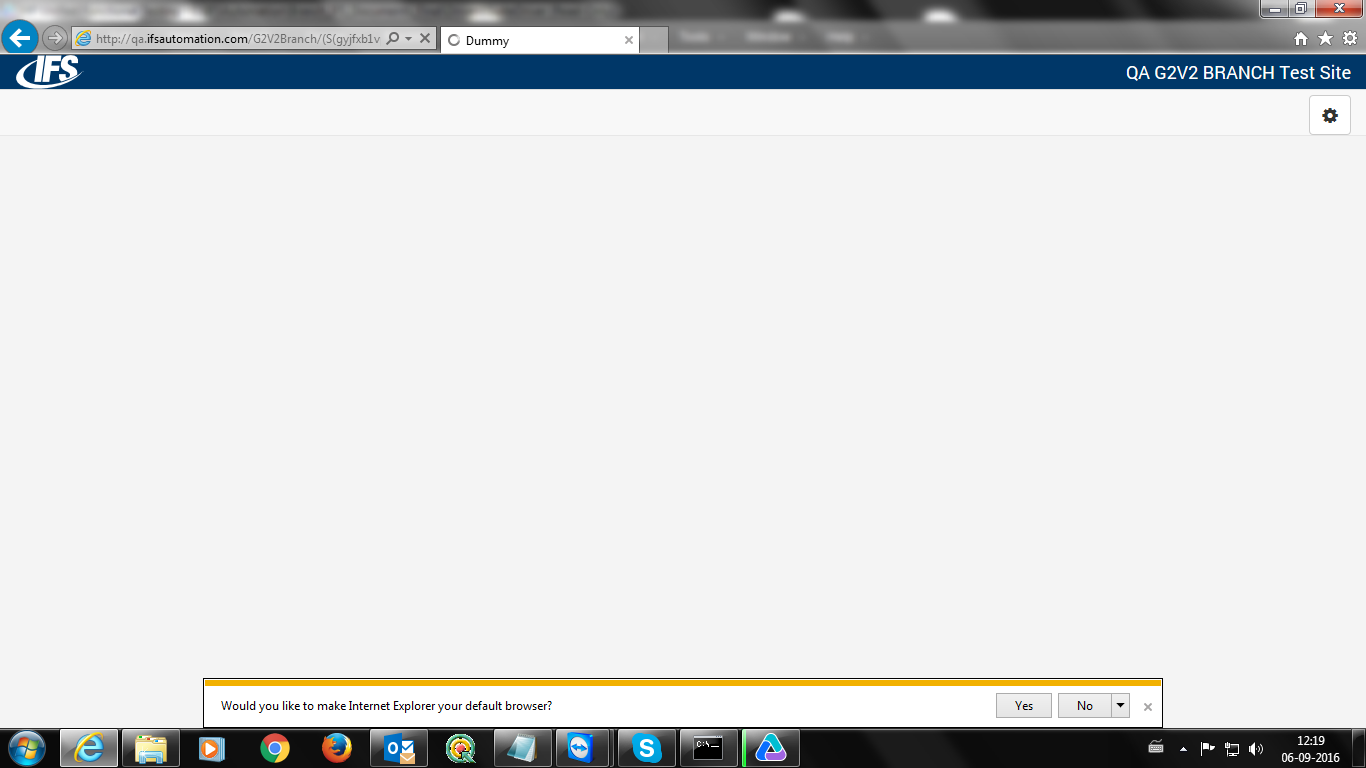 http://qa.ifsautomation.com/G2V2Branch/(S(gyjfxb1v
Dummy
IFS
QA G2V2 BRANCH Test Site
Would you like to make Internet Explorer your default browser?
Yes
No
12:19
06-09-2016